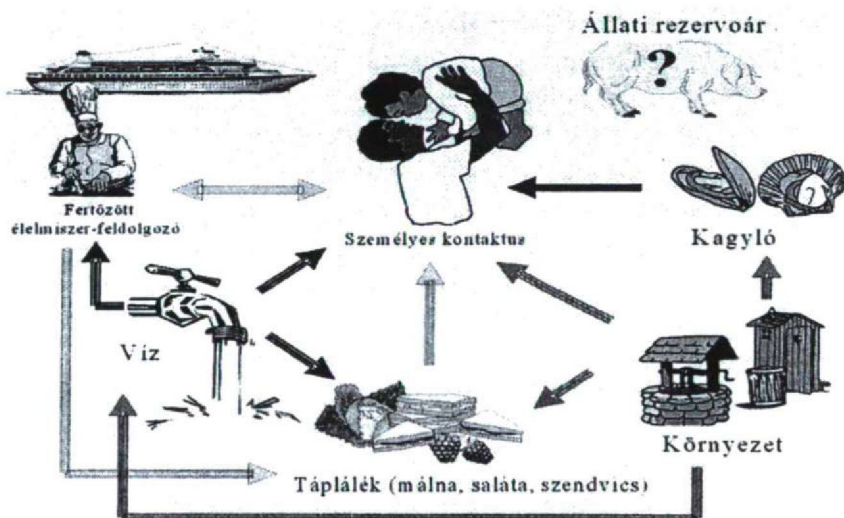 Állati rezervoár
?
?
Fertőzött
élelmiszer-feldolgozó
Személyes kontaktus
Kagyló
Víz
Környezet
Táplálék (málna, saláta, szendvics)